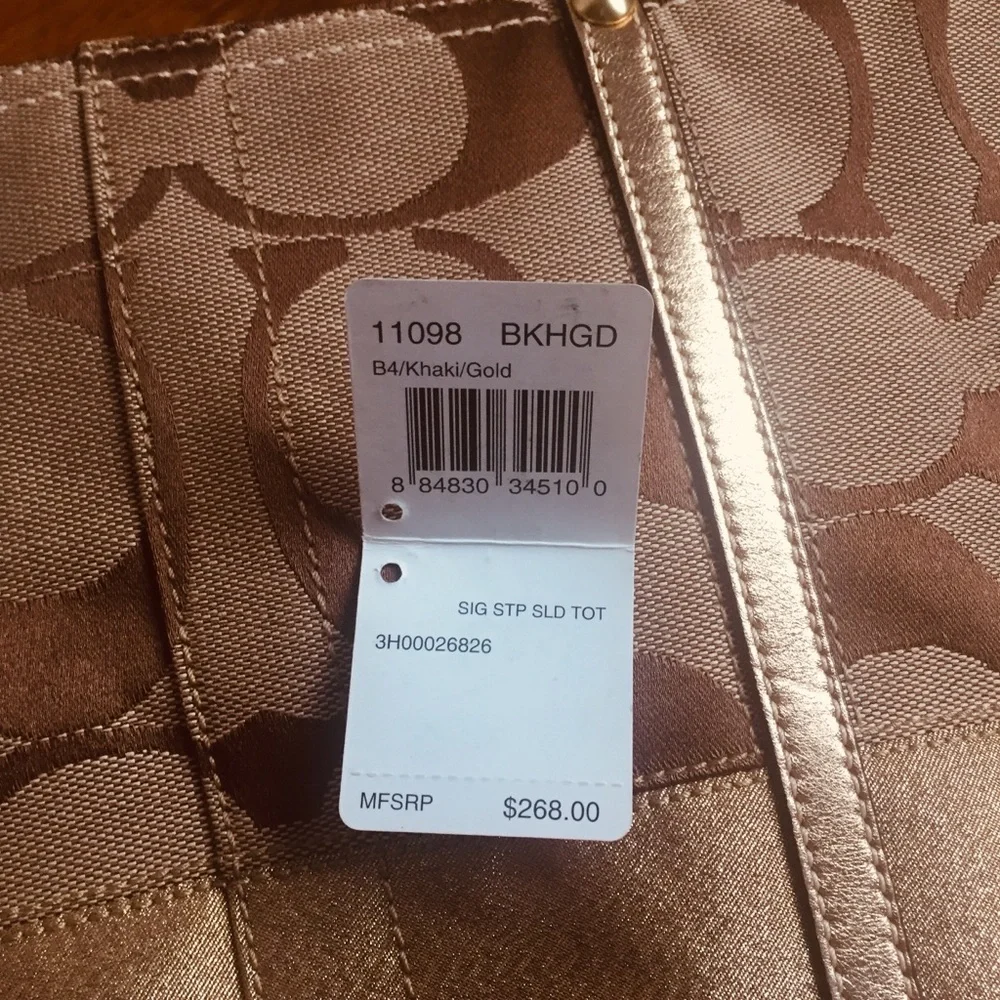 11098 BKHGD
B4/Khaki/Gold
8 84830 34510 0
SIG STP SLD TOT
3H00026826
MFSRP $268.00